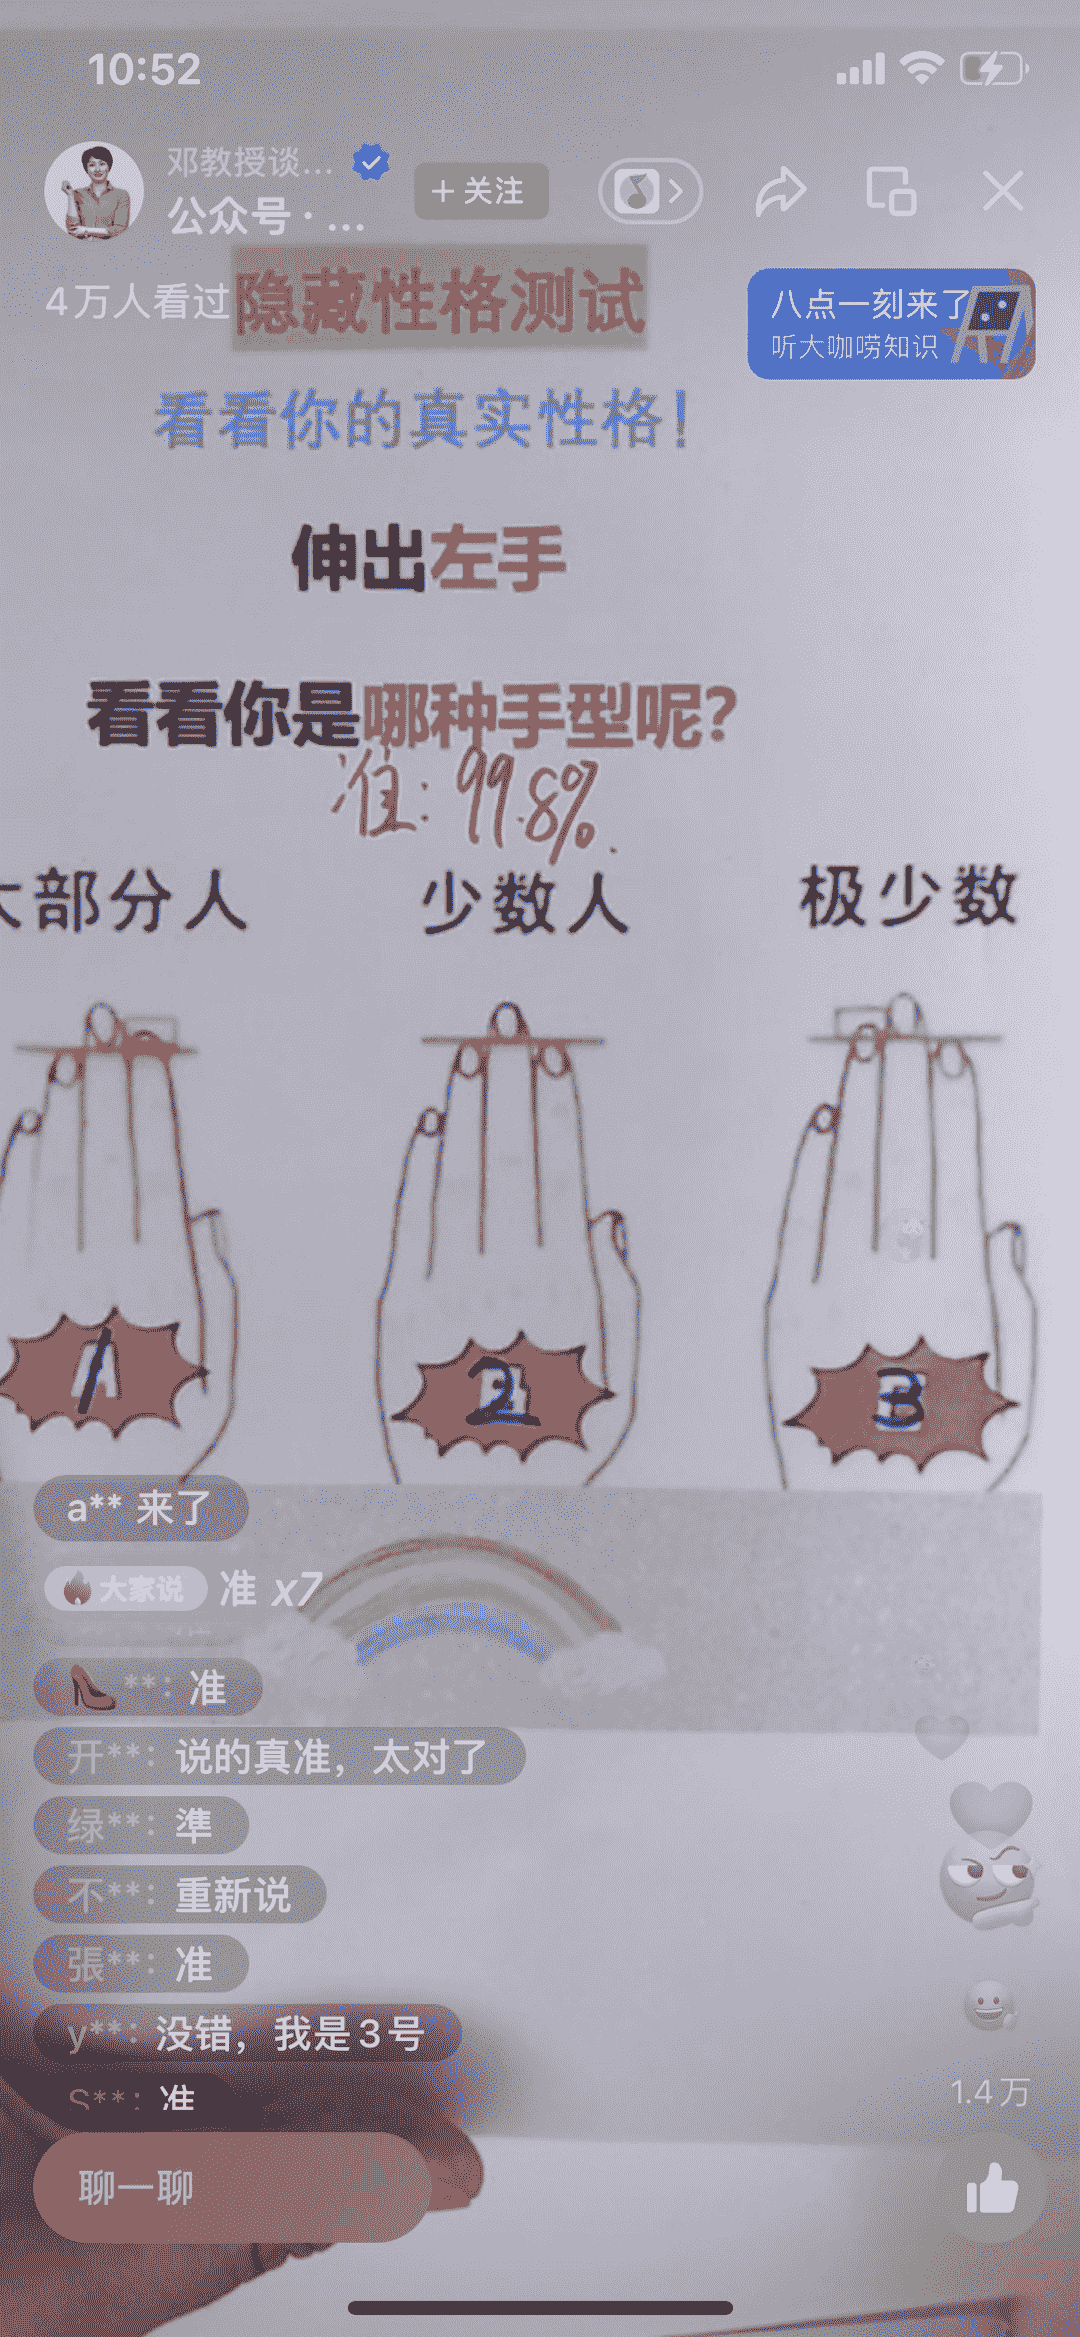 10:52
邓教授谈...
公众号 · ...
+ 关注
4万人看过
隐藏性格测试
八点一刻来了
听大咖唠知识
看看你的真实性格！
伸出左手
看看你是哪种手型呢？
准：99.8%.
大部分人 少数人 极少数
1 2 3
a** 来了
大家说 准 x7
**：准
开**：说的真准，太对了
绿**：準
不**：重新说
張**：准
y**：没错，我是3号
S**：准
1.4万
聊一聊